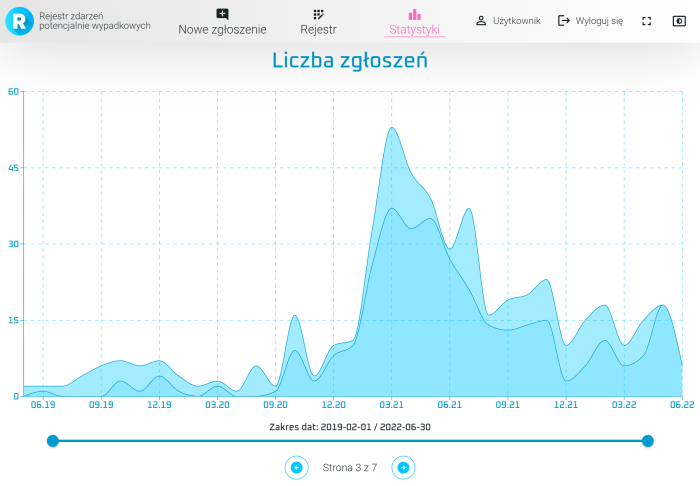 R
Rejestr zdarzeń
potencjalnie wypadkowych
Nowe zgłoszenie
Rejestr
Statystyki
Użytkownik
Wyloguj się
Liczba zgłoszeń
60
45
30
15
0
06.19 09.19 12.19 03.20 09.20 12.20 03.21 06.21 09.21 12.21 03.22 06.22
Zakres dat: 2019-02-01 / 2022-06-30
Strona 3 z 7